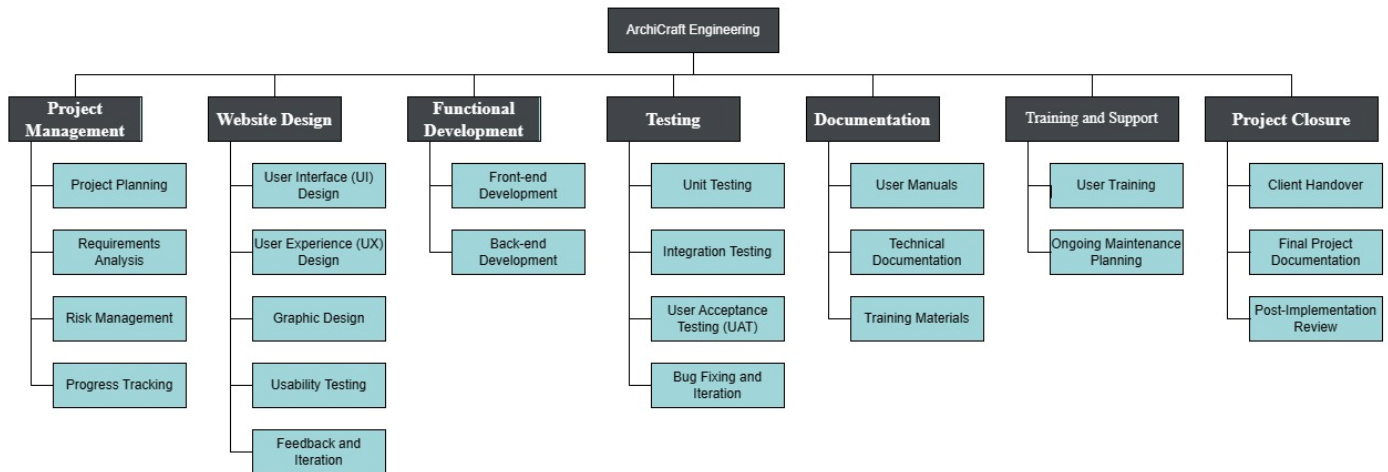 ArchiCraft Engineering
Project
Management
Project Planning
Requirements
Analysis
Risk Management
Progress Tracking
Website Design
User Interface (UI)
Design
User Experience (UX)
Design
Graphic Design
Usability Testing
Feedback and
Iteration
Functional
Development
Front-end
Development
Back-end
Development
Testing
Unit Testing
Integration Testing
User Acceptance
Testing (UAT)
Bug Fixing and
Iteration
Documentation
User Manuals
Technical
Documentation
Training Materials
Training and Support
User Training
Ongoing Maintenance
Planning
Project Closure
Client Handover
Final Project
Documentation
Post-Implementation
Review